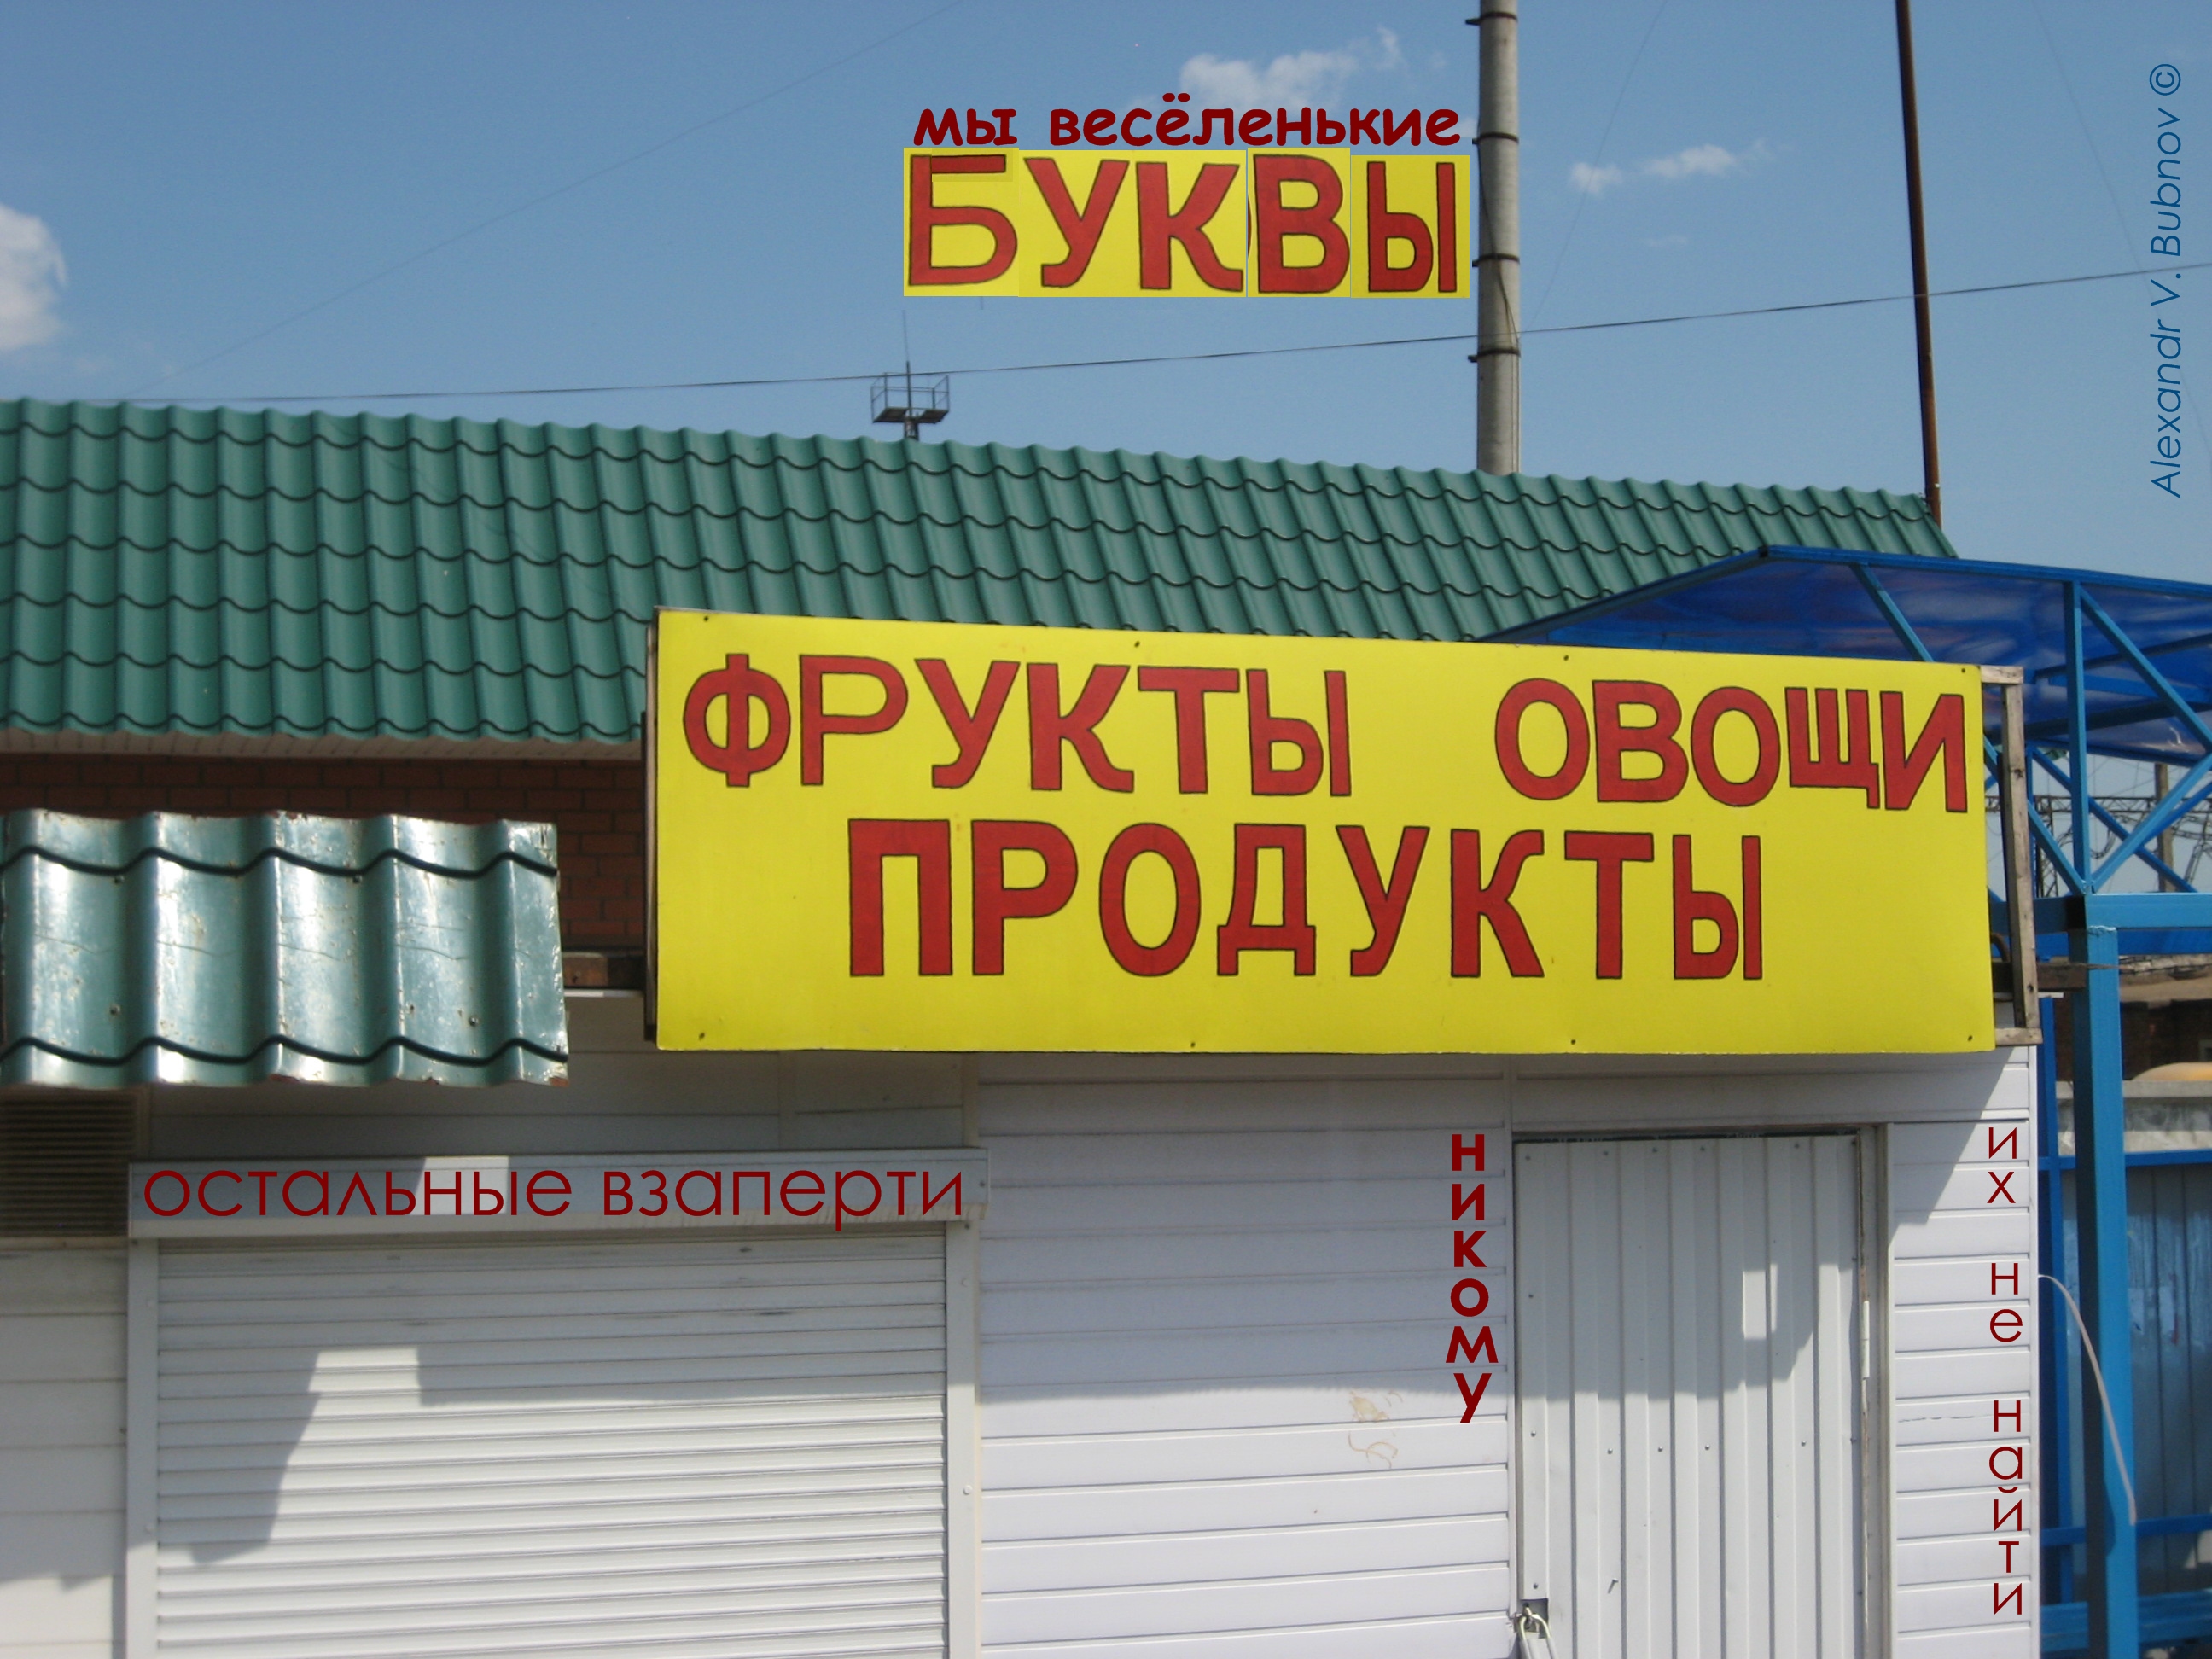 мы весёленькие
БУКВЫ
Alexandr V. Bubnov ©
ФРУКТЫ ОВОЩИ
ПРОДУКТЫ
остальные взаперти
никому
их не найти